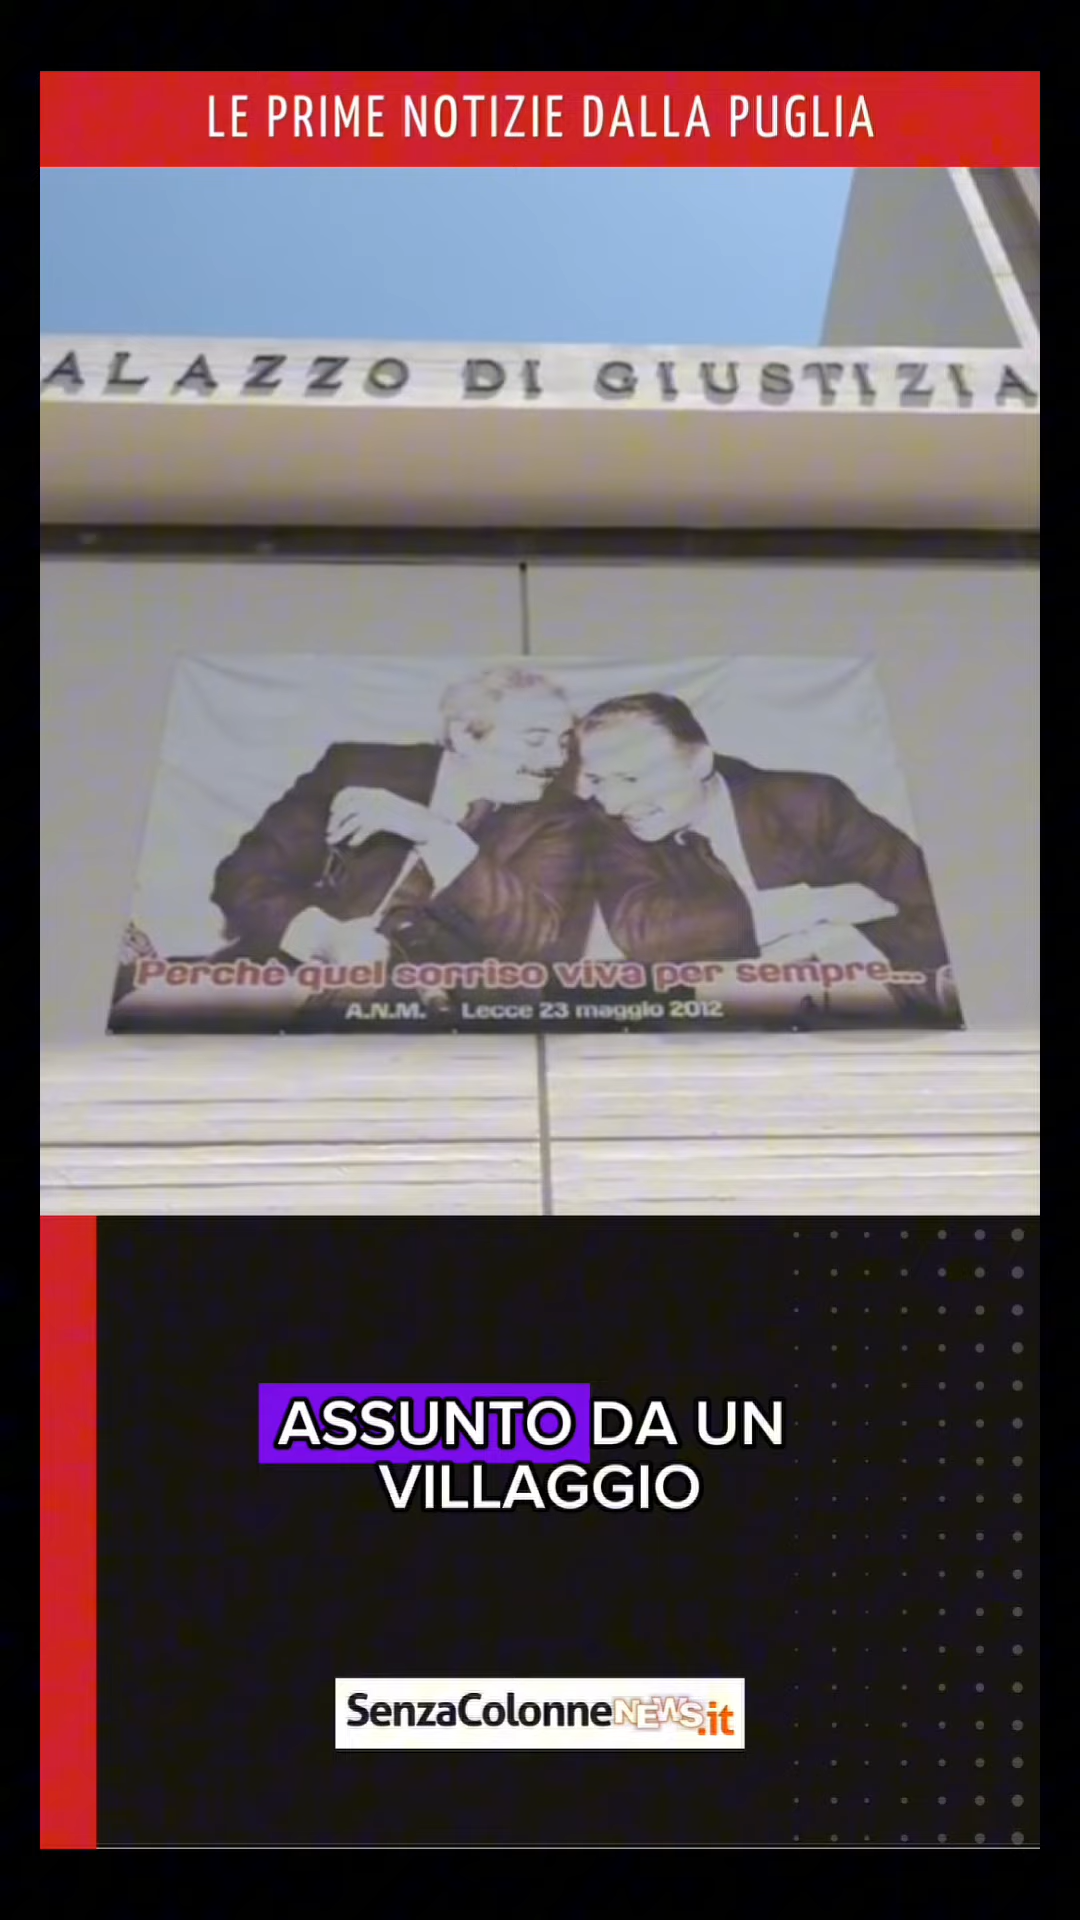 LE PRIME NOTIZIE DALLA PUGLIA
ALAZZO DI GIUSTIZIA
Perchè quel sorriso viva per sempre...
A.N.M. - Lecce 23 maggio 2012
ASSUNTO DA UN
VILLAGGIO
SenzaColonneNEWS.it